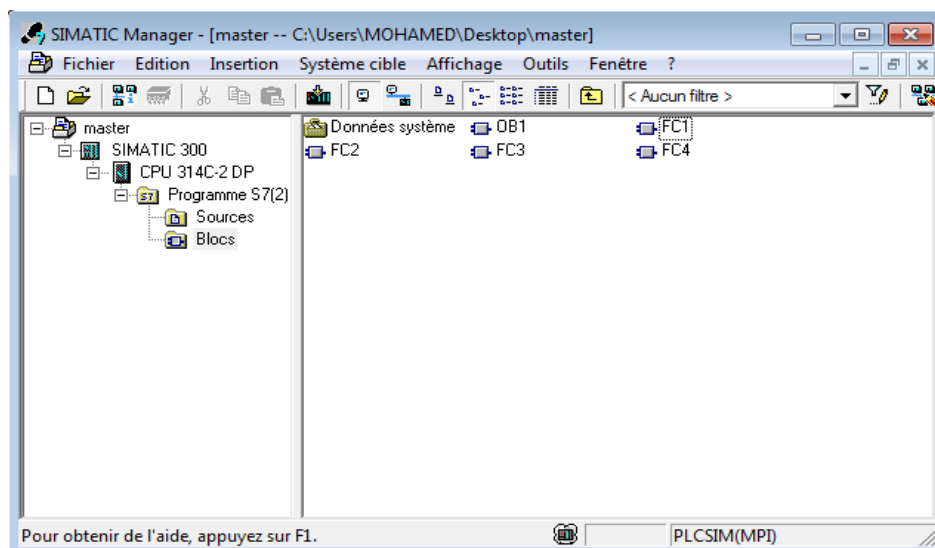 SIMATIC Manager - [master -- C:\Users\MOHAMED\Desktop\master]
Fichier Edition Insertion Système cible Affichage Outils Fenêtre ?
< Aucun filtre >
master
SIMATIC 300
CPU 314C-2 DP
S7 Programme S7(2)
Sources
Blocs
Données système OB1 FC1
FC2 FC3 FC4
Pour obtenir de l'aide, appuyez sur F1. PLCSIM(MPI)